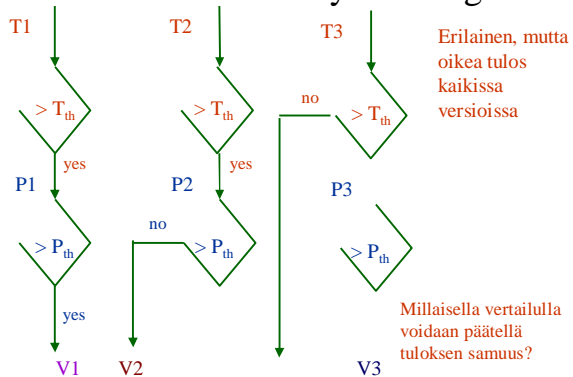 T1
T2
T3
Erilainen, mutta
oikea tulos
kaikissa
versioissa
> Tth
> Tth
no
> Tth
yes
yes
P1
P2
P3
no
> Pth
> Pth
> Pth
yes
Millaisella vertailulla
voidaan päätellä
tuloksen samuus?
V1
V2
V3